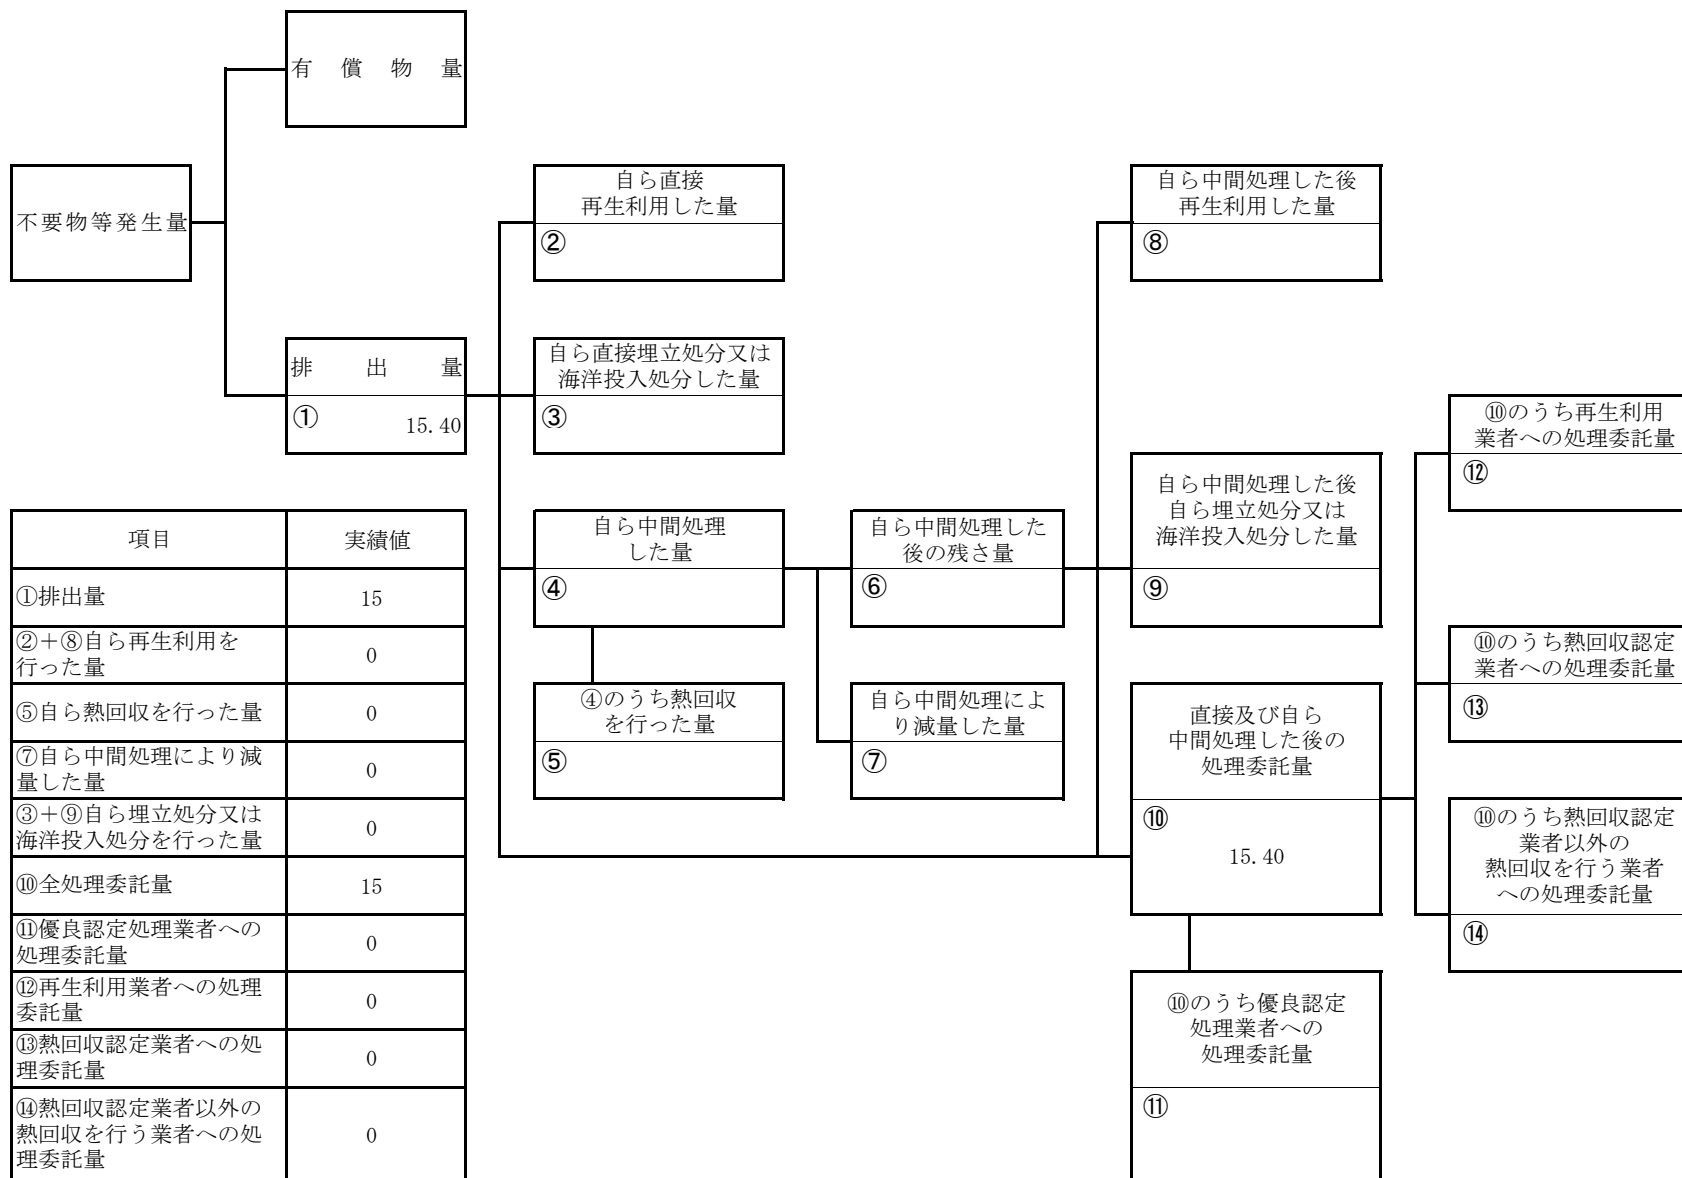 有償物量
不要物等発生量
排出量
①
15.40
自ら直接
再生利用した量
②
自ら直接埋立処分又は
海洋投入処分した量
③
自ら中間処理
した量
④
④のうち熱回収
を行った量
⑤
自ら中間処理した
後の残さ量
⑥
自ら中間処理によ
り減量した量
⑦
自ら中間処理した後
再生利用した量
⑧
自ら中間処理した後
自ら埋立処分又は
海洋投入処分した量
⑨
直接及び自ら
中間処理した後の
処理委託量
⑩
15.40
⑩のうち優良認定
処理業者への
処理委託量
⑪
⑩のうち再生利用
業者への処理委託量
⑫
⑩のうち熱回収認定
業者への処理委託量
⑬
⑩のうち熱回収認定
業者以外の
熱回収を行う業者
への処理委託量
⑭
項目 実績値
①排出量 15
②+⑧自ら再生利用を
行った量 0
⑤自ら熱回収を行った量 0
⑦自ら中間処理により減
量した量 0
③+⑨自ら埋立処分又は
海洋投入処分を行った量 0
⑩全処理委託量 15
⑪優良認定処理業者への
処理委託量 0
⑫再生利用業者への処理
委託量 0
⑬熱回収認定業者への処
理委託量 0
⑭熱回収認定業者以外の
熱回収を行う業者への処
理委託量 0